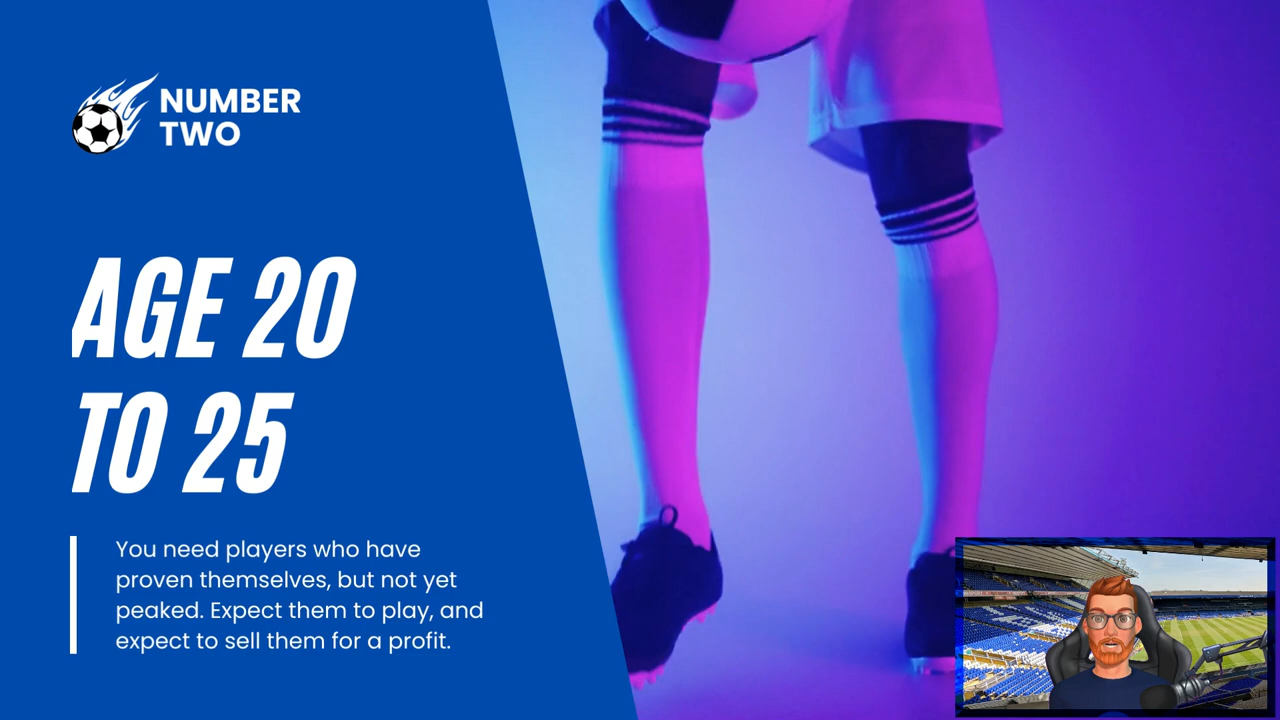 NUMBER
TWO
AGE 20
TO 25
You need players who have
proven themselves, but not yet
peaked. Expect them to play, and
expect to sell them for a profit.